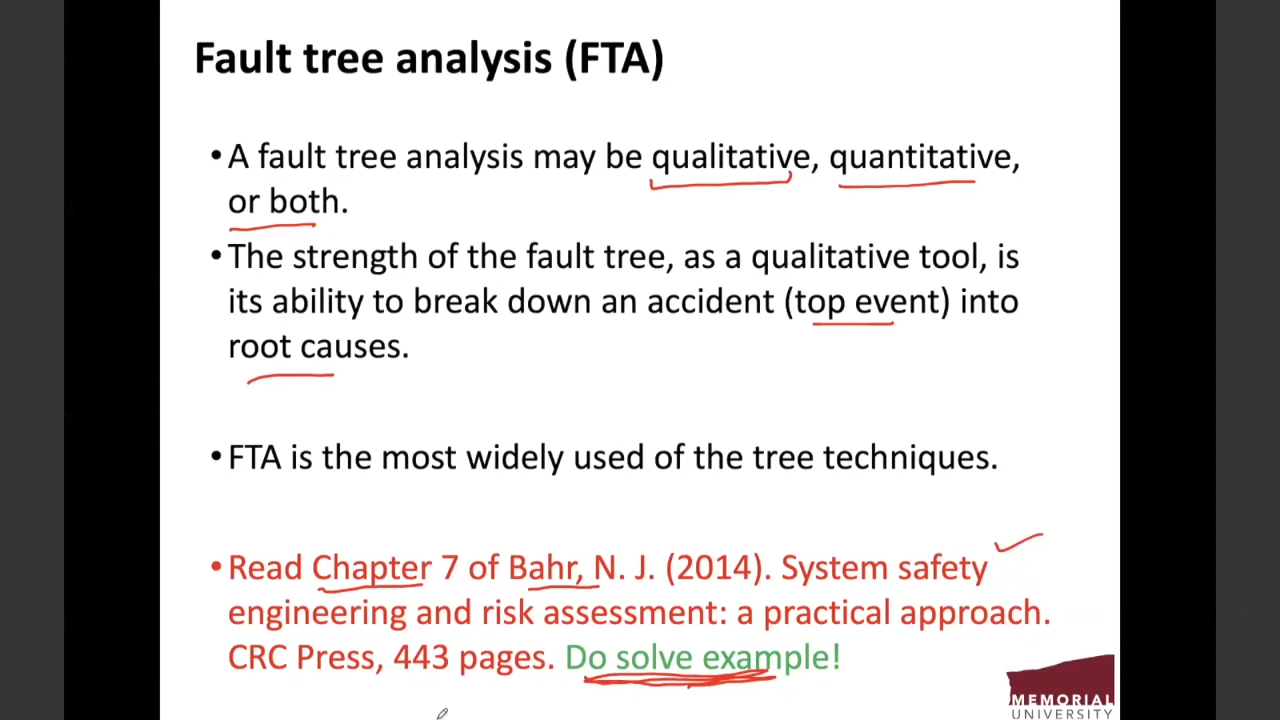 Fault tree analysis (FTA)
• A fault tree analysis may be qualitative, quantitative,
or both.
• The strength of the fault tree, as a qualitative tool, is
its ability to break down an accident (top event) into
root causes.
• FTA is the most widely used of the tree techniques.
• Read Chapter 7 of Bahr, N. J. (2014). System safety
engineering and risk assessment: a practical approach.
CRC Press, 443 pages. Do solve example!
MEMORIAL
UNIVERSITY